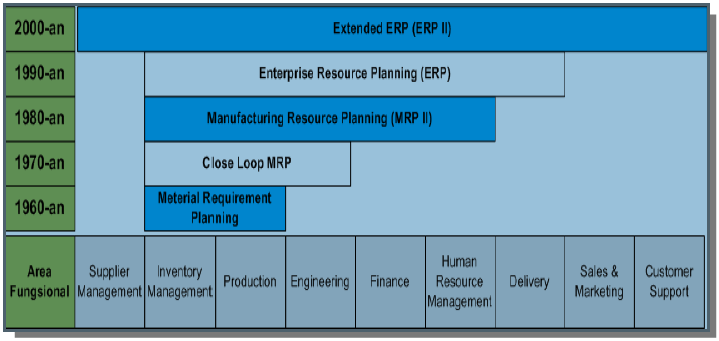 2000-an
Extended ERP (ERP II)
1990-an
Enterprise Resource Planning (ERP)
1980-an
Manufacturing Resource Planning (MRP II)
1970-an
Close Loop MRP
1960-an
Meterial Requirement
Planning
Area
Fungsional
Supplier
Management
Inventory
Management
Production
Engineering
Finance
Human
Resource
Management
Delivery
Sales &
Marketing
Customer
Support